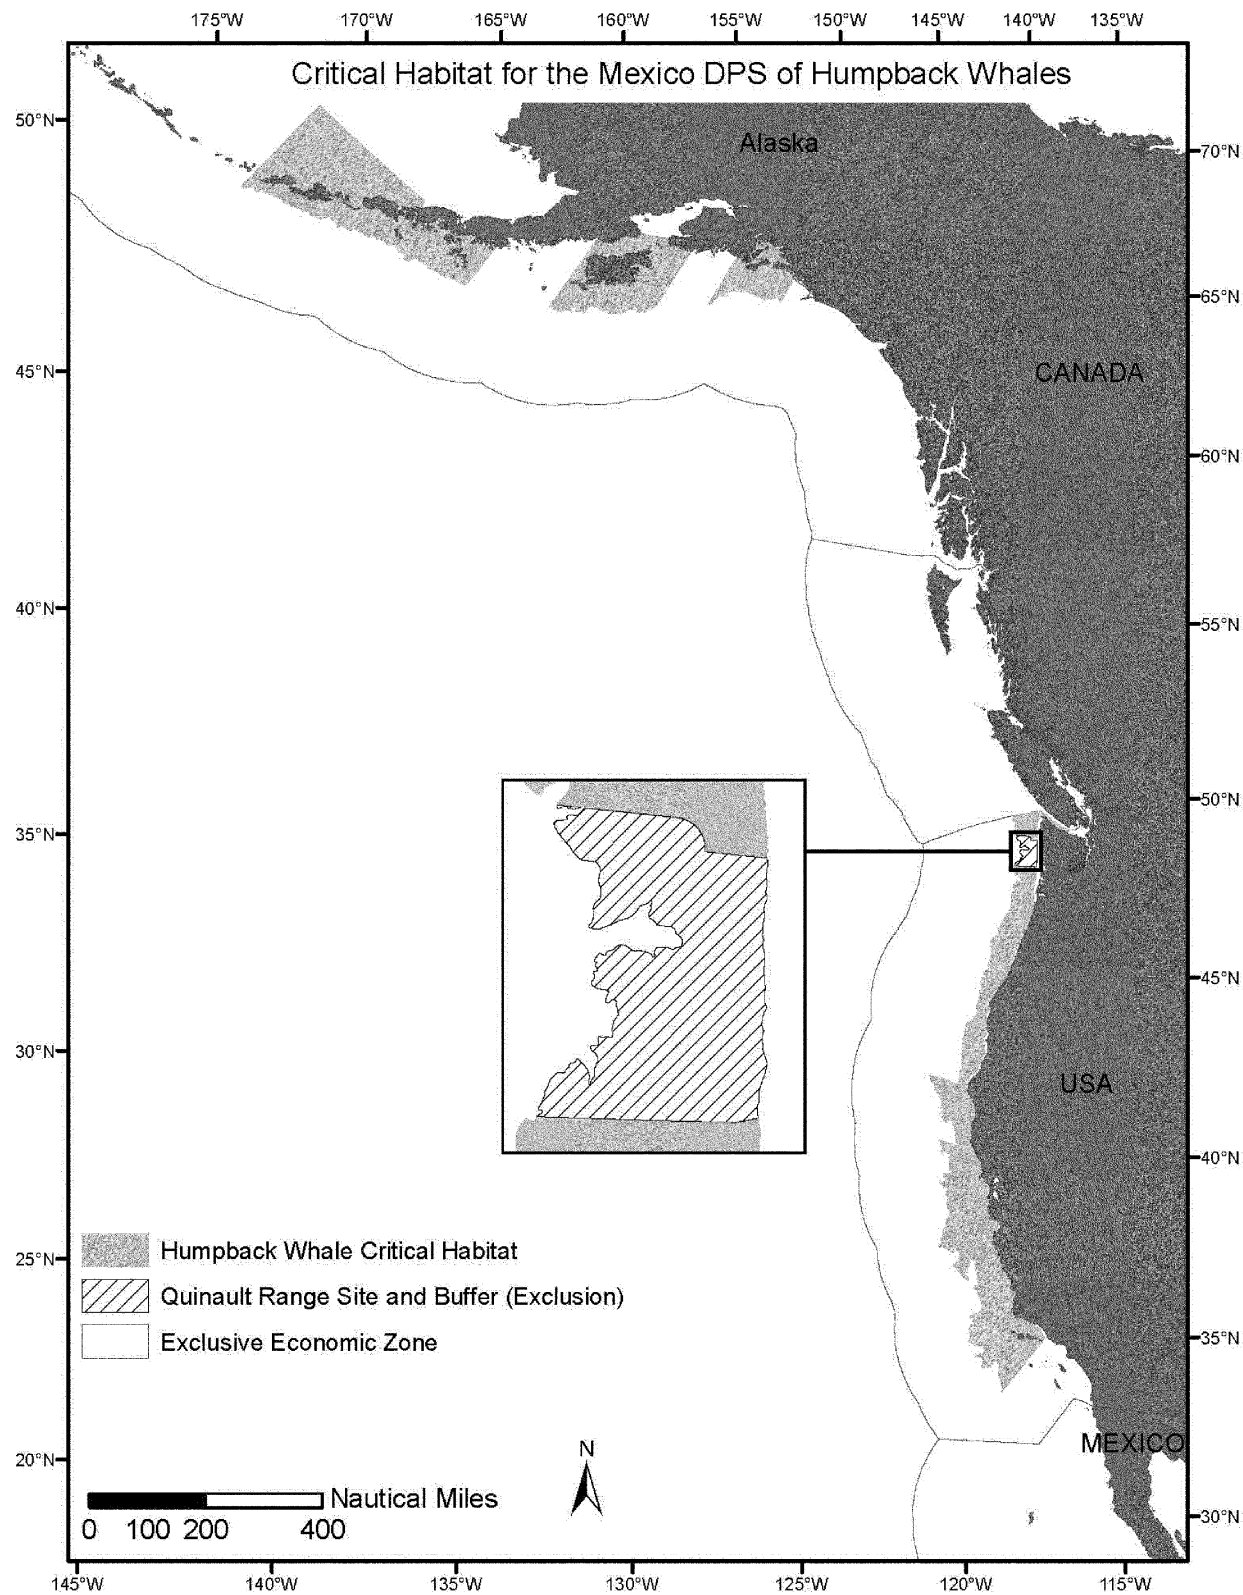 175°W 170°W 165°W 160°W 155°W 150°W 145°W 140°W 135°W
Critical Habitat for the Mexico DPS of Humpback Whales
50°N
Alaska
70°N
65°N
45°N
CANADA
60°N
40°N
55°N
50°N
35°N
45°N
30°N
USA
40°N
Humpback Whale Critical Habitat
25°N
Quinault Range Site and Buffer (Exclusion)
Exclusive Economic Zone
35°N
MEXICO
N
20°N
Nautical Miles
30°N
0 100 200 400
145°W 140°W 135°W 130°W 125°W 120°W 115°W